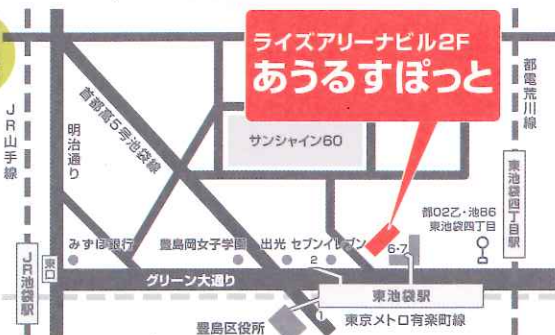 ライズアリーナビル2F
あうるすぽっと
都電荒川線
JR山手線
明治通り
首都高5号池袋線
サンシャイン60
東池袋四丁目駅
都02乙・池86
東池袋四丁目
6・7
みずほ銀行
豊島岡女子学園
出光
セブンイレブン
2
JR池袋駅
東口
グリーン大通り
東池袋駅
1
東京メトロ有楽町線
豊島区役所